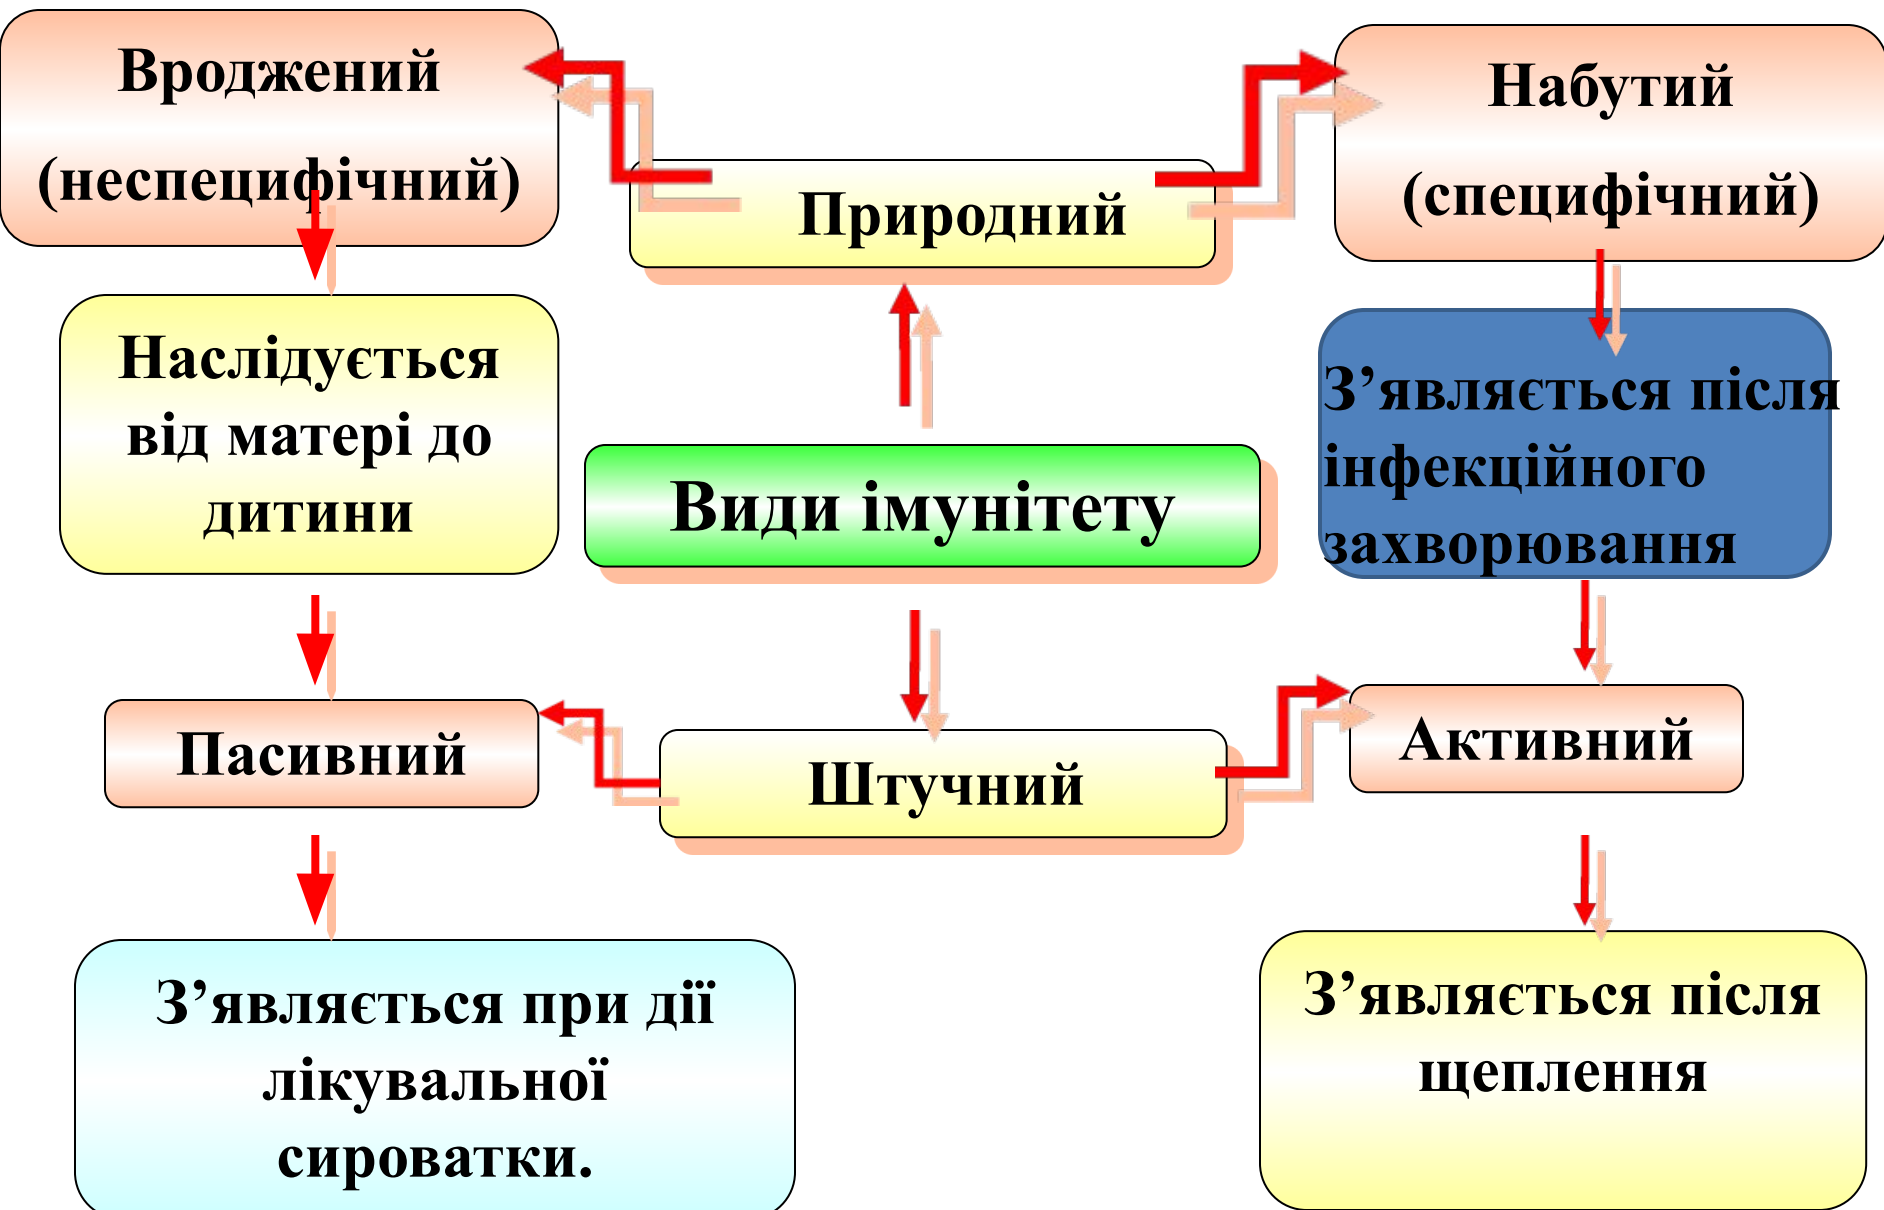 Вроджений
(неспецифічний)
Природний
Набутий
(специфічний)
Наслідується
від матері до
дитини
Види імунітету
З’являється після
інфекційного
захворювання
Пасивний
Штучний
Активний
З’являється при дії
лікувальної
сироватки.
З’являється після
щеплення